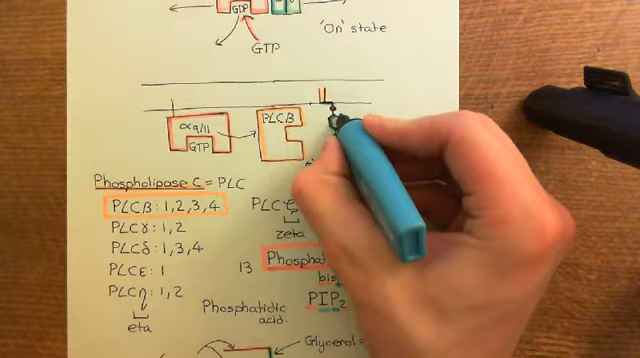 GDP
'On' state
GTP
αq/11
GTP
PLCβ
Phospholipase C = PLC
PLCβ: 1,2,3,4
PLCγ: 1,2
PLCδ: 1,3,4
PLCε: 1
PLCη: 1,2
eta
PLCζ
zeta
13
Phosphat
bis
PIP₂
Phosphatidic
acid.
Glycerol =